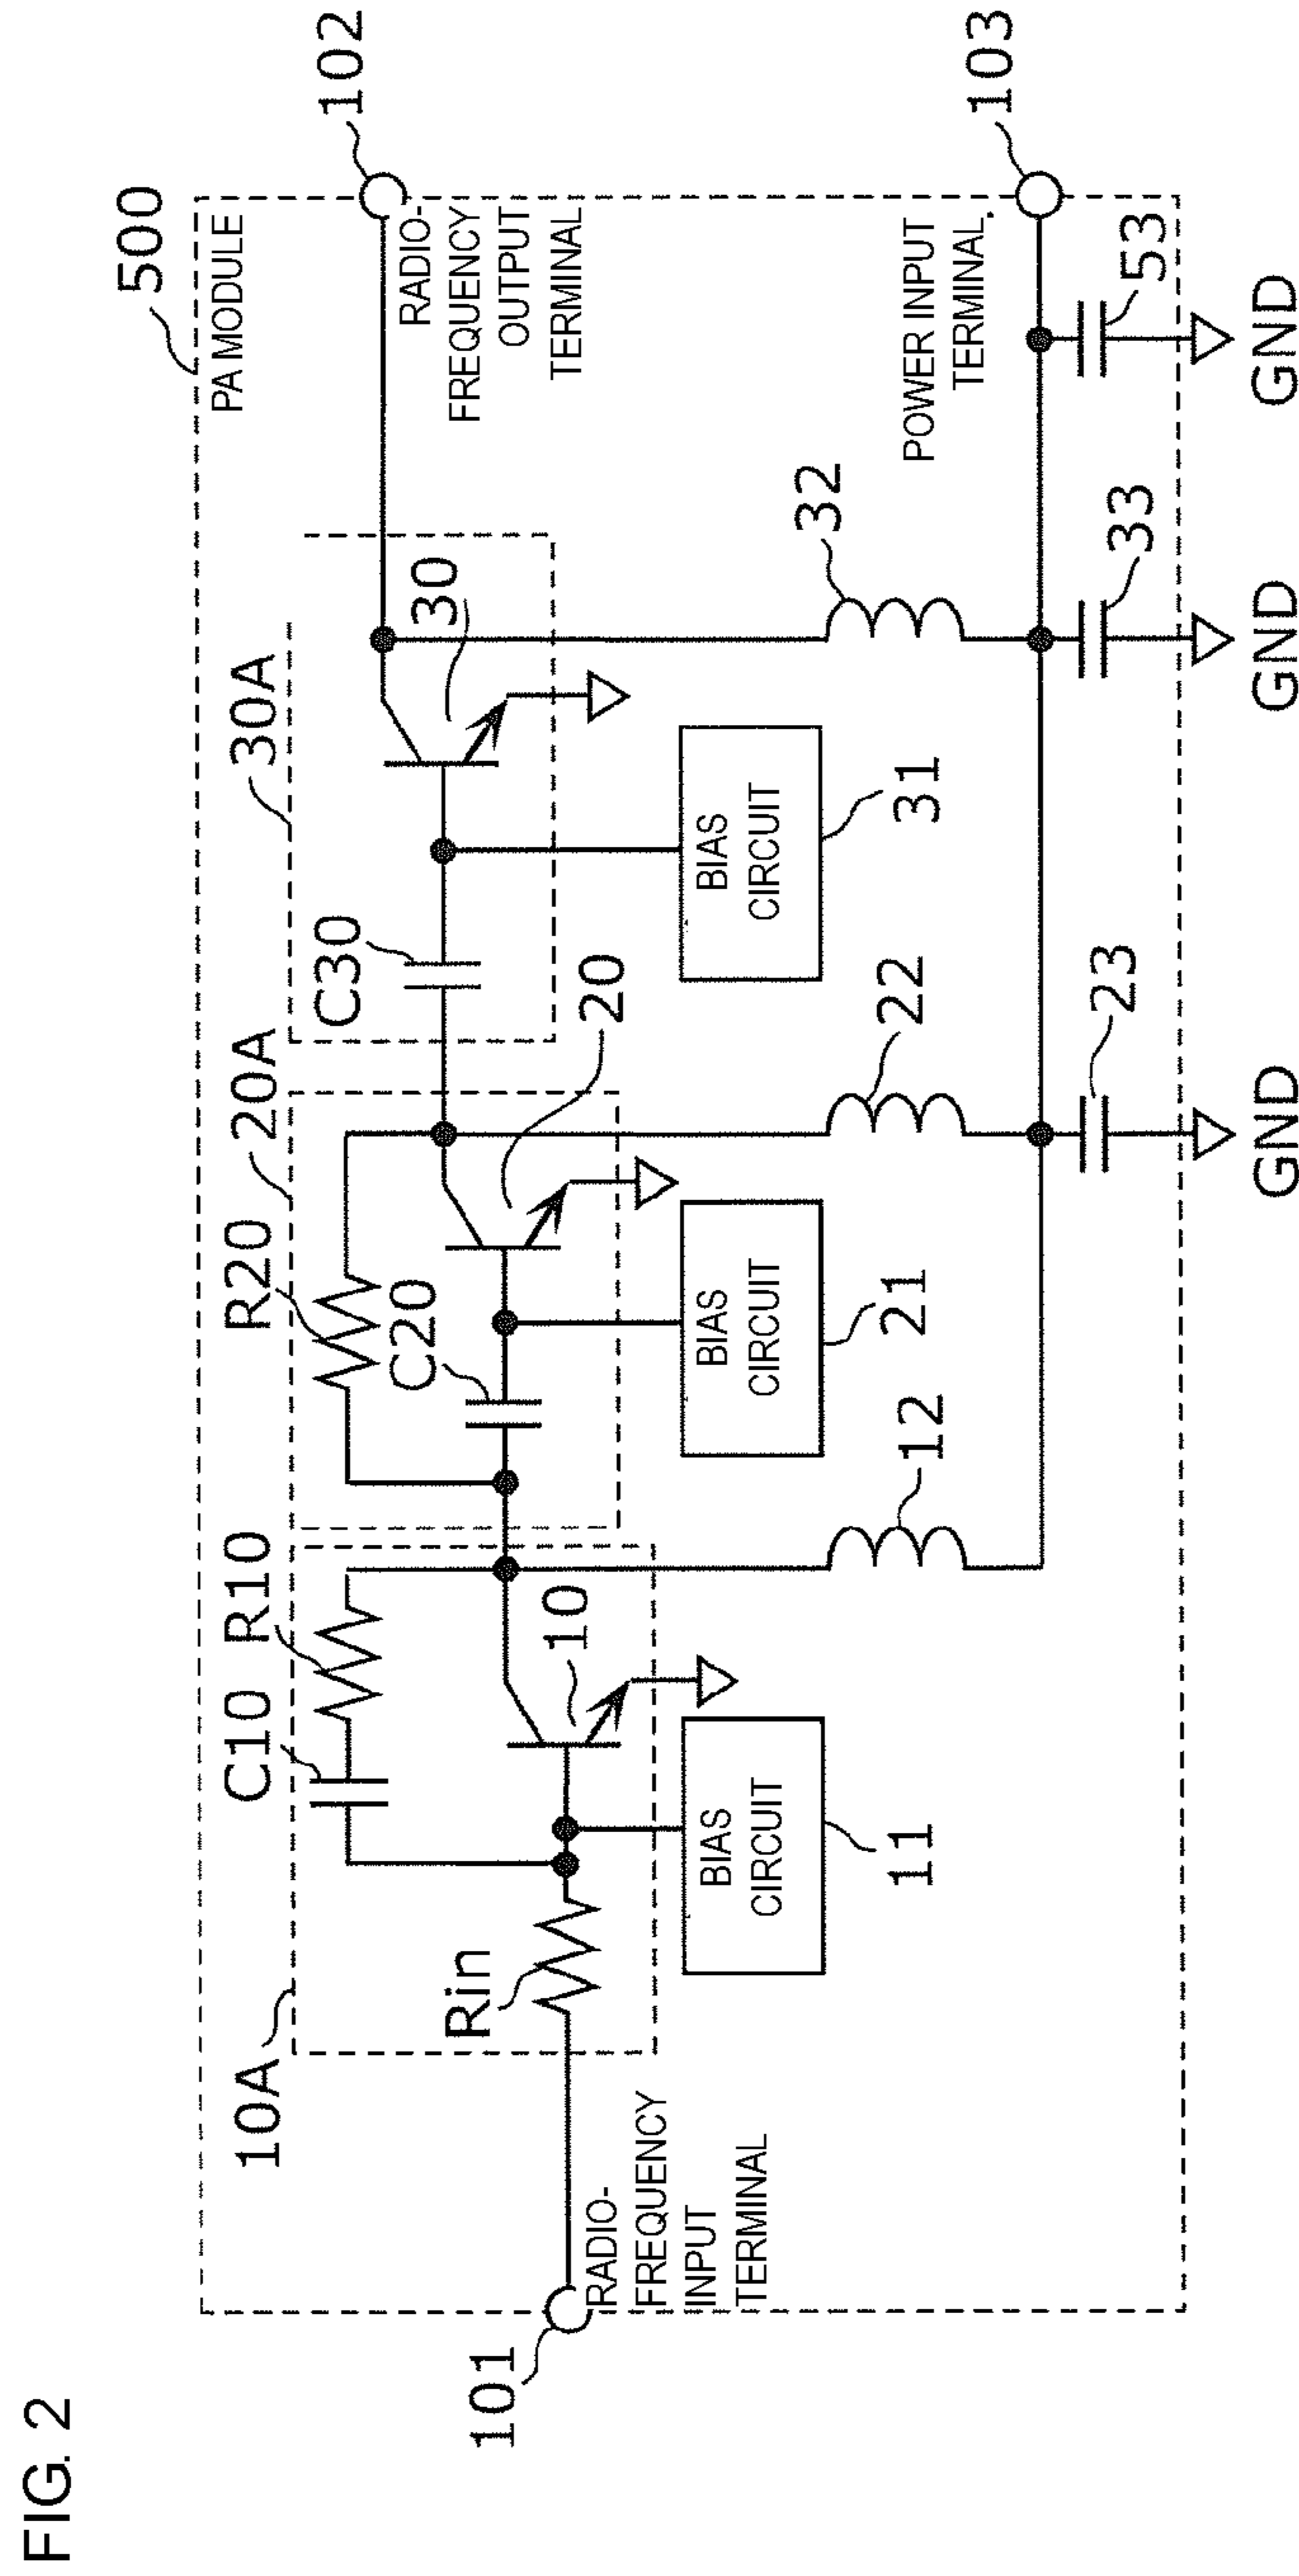 FIG. 2
500
PA MODULE
10A
C10
R10
Rin
10
20A
R20
C20
20
30A
C30
30
102
RADIO-
FREQUENCY
OUTPUT
TERMINAL
101
RADIO-
FREQUENCY
INPUT
TERMINAL
BIAS
CIRCUIT
11
BIAS
CIRCUIT
21
BIAS
CIRCUIT
31
12
22
32
POWER INPUT
TERMINAL
103
23
33
53
GND
GND
GND